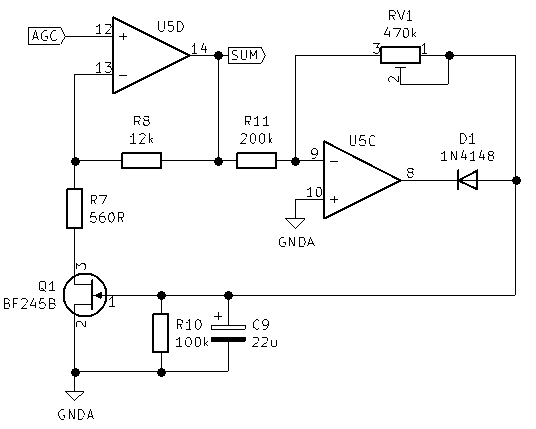 U5D
RV1
470k
AGC
12
+
14
SUM
3
1
13
−
2
R8
12k
R11
200k
U5C
D1
1N4148
9
−
8
10
+
R7
560R
GNDA
3
Q1
BF245B
1
2
R10
100k
+
C9
22u
GNDA